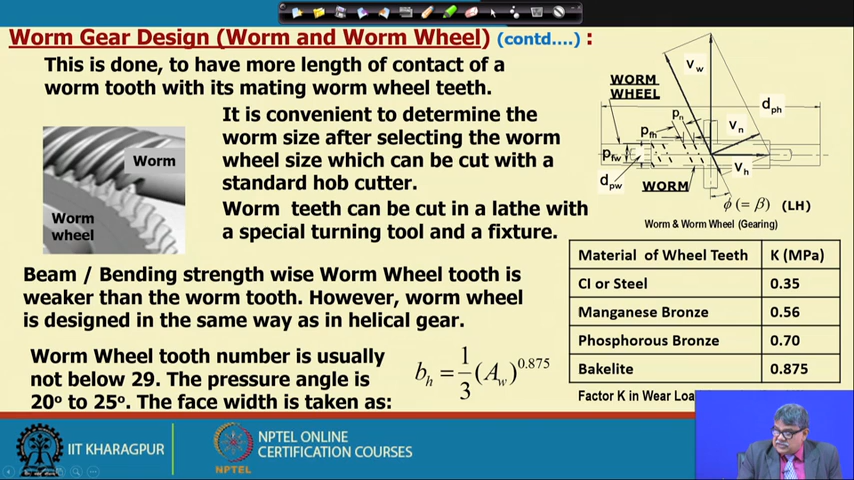 Worm Gear Design (Worm and Worm Wheel) (contd....) :
This is done, to have more length of contact of a
worm tooth with its mating worm wheel teeth.
It is convenient to determine the
worm size after selecting the worm
wheel size which can be cut with a
standard hob cutter.
Worm teeth can be cut in a lathe with
a special turning tool and a fixture.
Worm
Worm
wheel
Beam / Bending strength wise Worm Wheel tooth is
weaker than the worm tooth. However, worm wheel
is designed in the same way as in helical gear.
Worm Wheel tooth number is usually
not below 29. The pressure angle is
20° to 25°. The face width is taken as:
b_h = 1/3 (A_w)^0.875
WORM
WHEEL
v_w
d_ph
p_n
v_n
p_fh
p_fw
v_h
d_pw
WORM
ϕ (= β) (LH)
Worm & Worm Wheel (Gearing)
Material of Wheel Teeth K (MPa)
CI or Steel 0.35
Manganese Bronze 0.56
Phosphorous Bronze 0.70
Bakelite 0.875
Factor K in Wear Loa
IIT KHARAGPUR
NPTEL
NPTEL ONLINE
CERTIFICATION COURSES